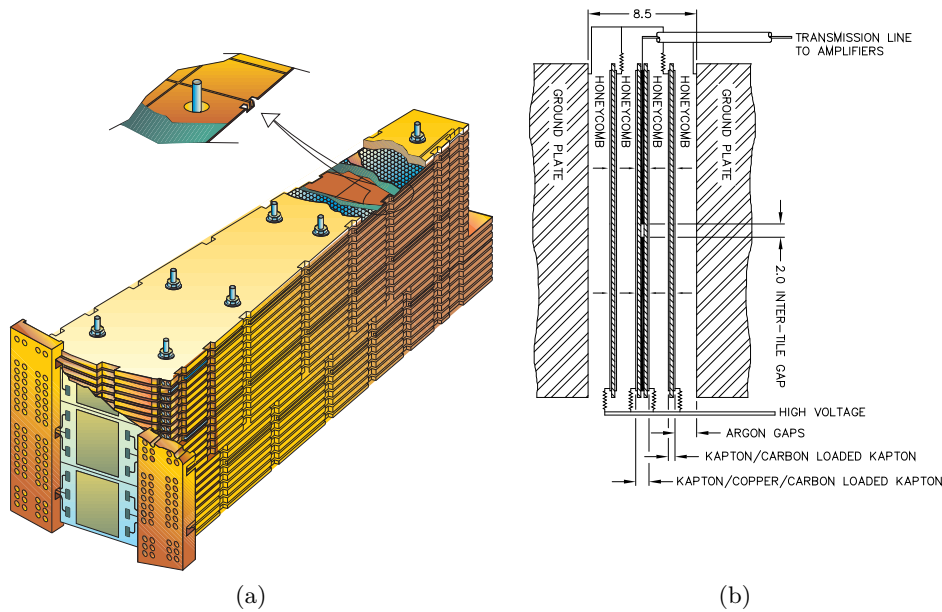 (b)
8.5
TRANSMISSION LINE
TO AMPLIFIERS
GROUND PLATE
HONEYCOMB
HONEYCOMB
HONEYCOMB
HONEYCOMB
GROUND PLATE
2.0 INTER-TILE GAP
HIGH VOLTAGE
ARGON GAPS
KAPTON/CARBON LOADED KAPTON
KAPTON/COPPER/CARBON LOADED KAPTON
(a)
(b)